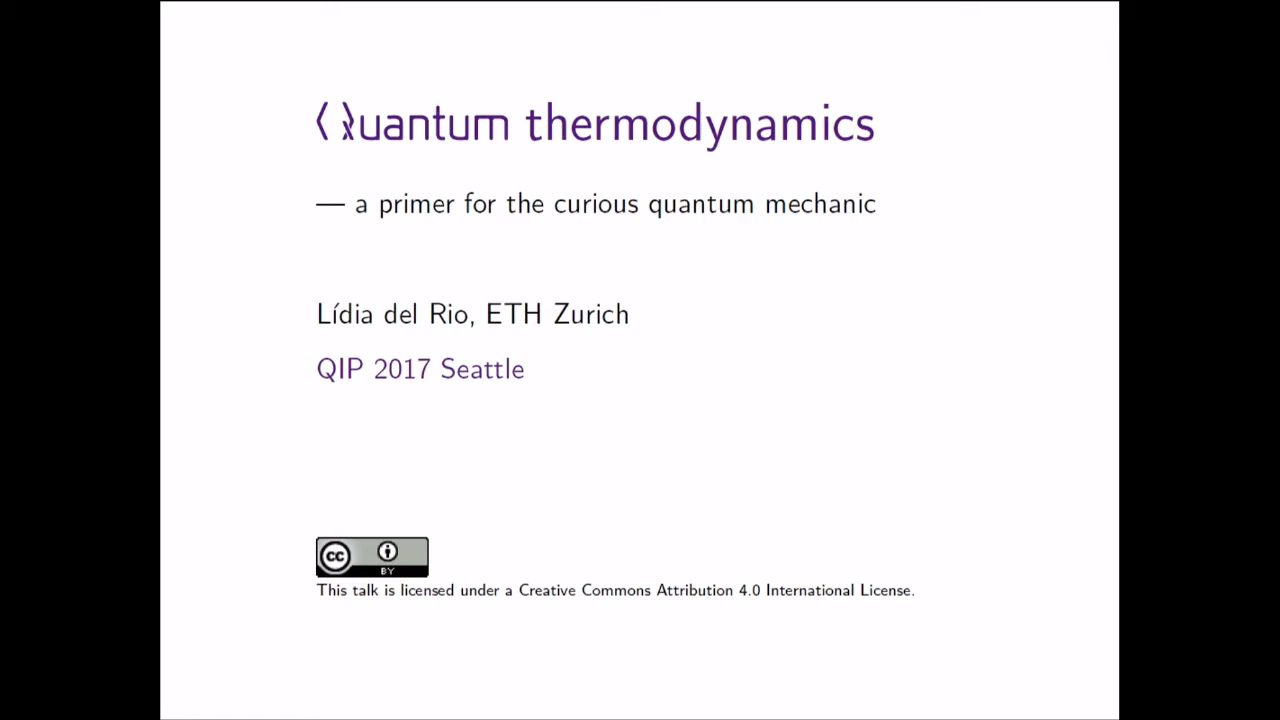 Quantum thermodynamics
— a primer for the curious quantum mechanic
Lídia del Rio, ETH Zurich
QIP 2017 Seattle
cc
BY
This talk is licensed under a Creative Commons Attribution 4.0 International License.